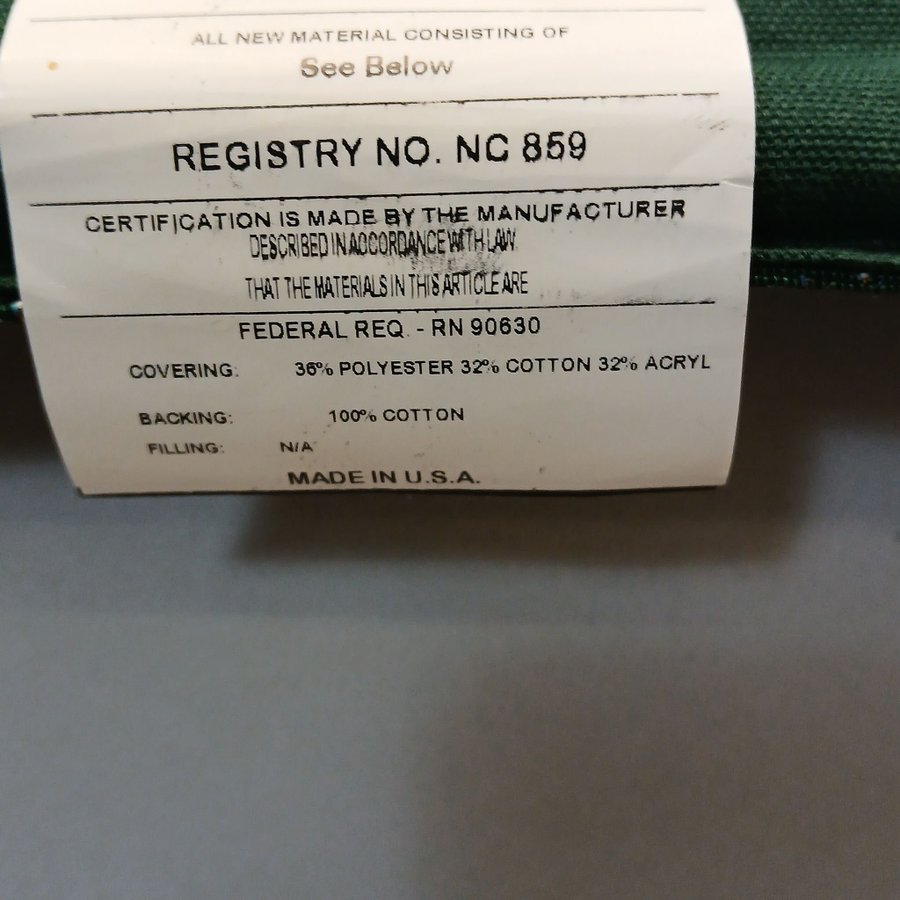 ALL NEW MATERIAL CONSISTING OF
See Below
REGISTRY NO. NC 859
CERTIFICATION IS MADE BY THE MANUFACTURER
DESCRIBED IN ACCORDANCE WITH LAW
THAT THE MATERIALS IN THIS ARTICLE ARE
FEDERAL REQ. - RN 90630
COVERING: 36% POLYESTER 32% COTTON 32% ACRYL
BACKING: 100% COTTON
FILLING: N/A
MADE IN U.S.A.